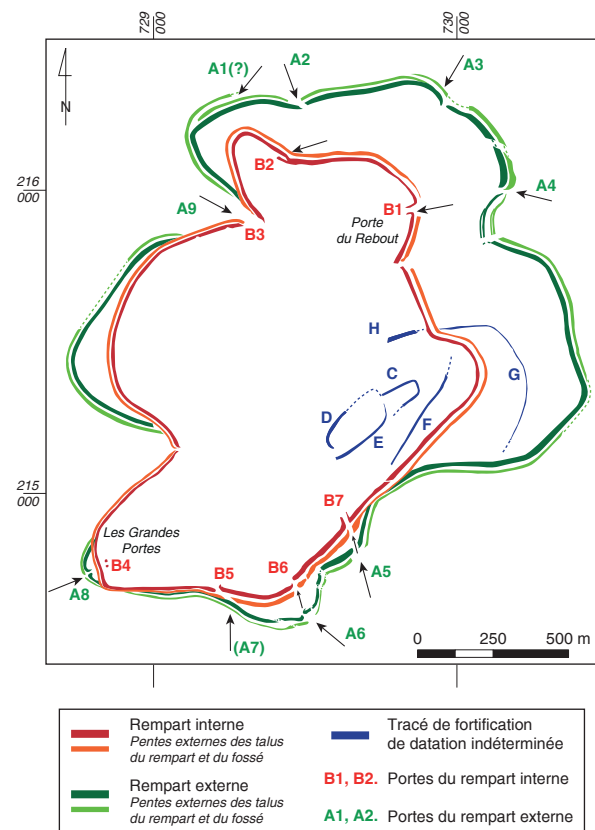 729
000
730
000
A1(?)
A2
A3
N
B2
A4
216
000
A9
B1
B3
Porte
du Rebout
H
C
G
D
F
E
215
000
B7
Les Grandes
Portes
B4
B5
B6
A5
A8
A6
(A7)
0 250 500 m
Rempart interne
Pentes externes des talus
du rempart et du fossé
Rempart externe
Pentes externes des talus
du rempart et du fossé
Tracé de fortification
de datation indéterminée
B1, B2. Portes du rempart interne
A1, A2. Portes du rempart externe